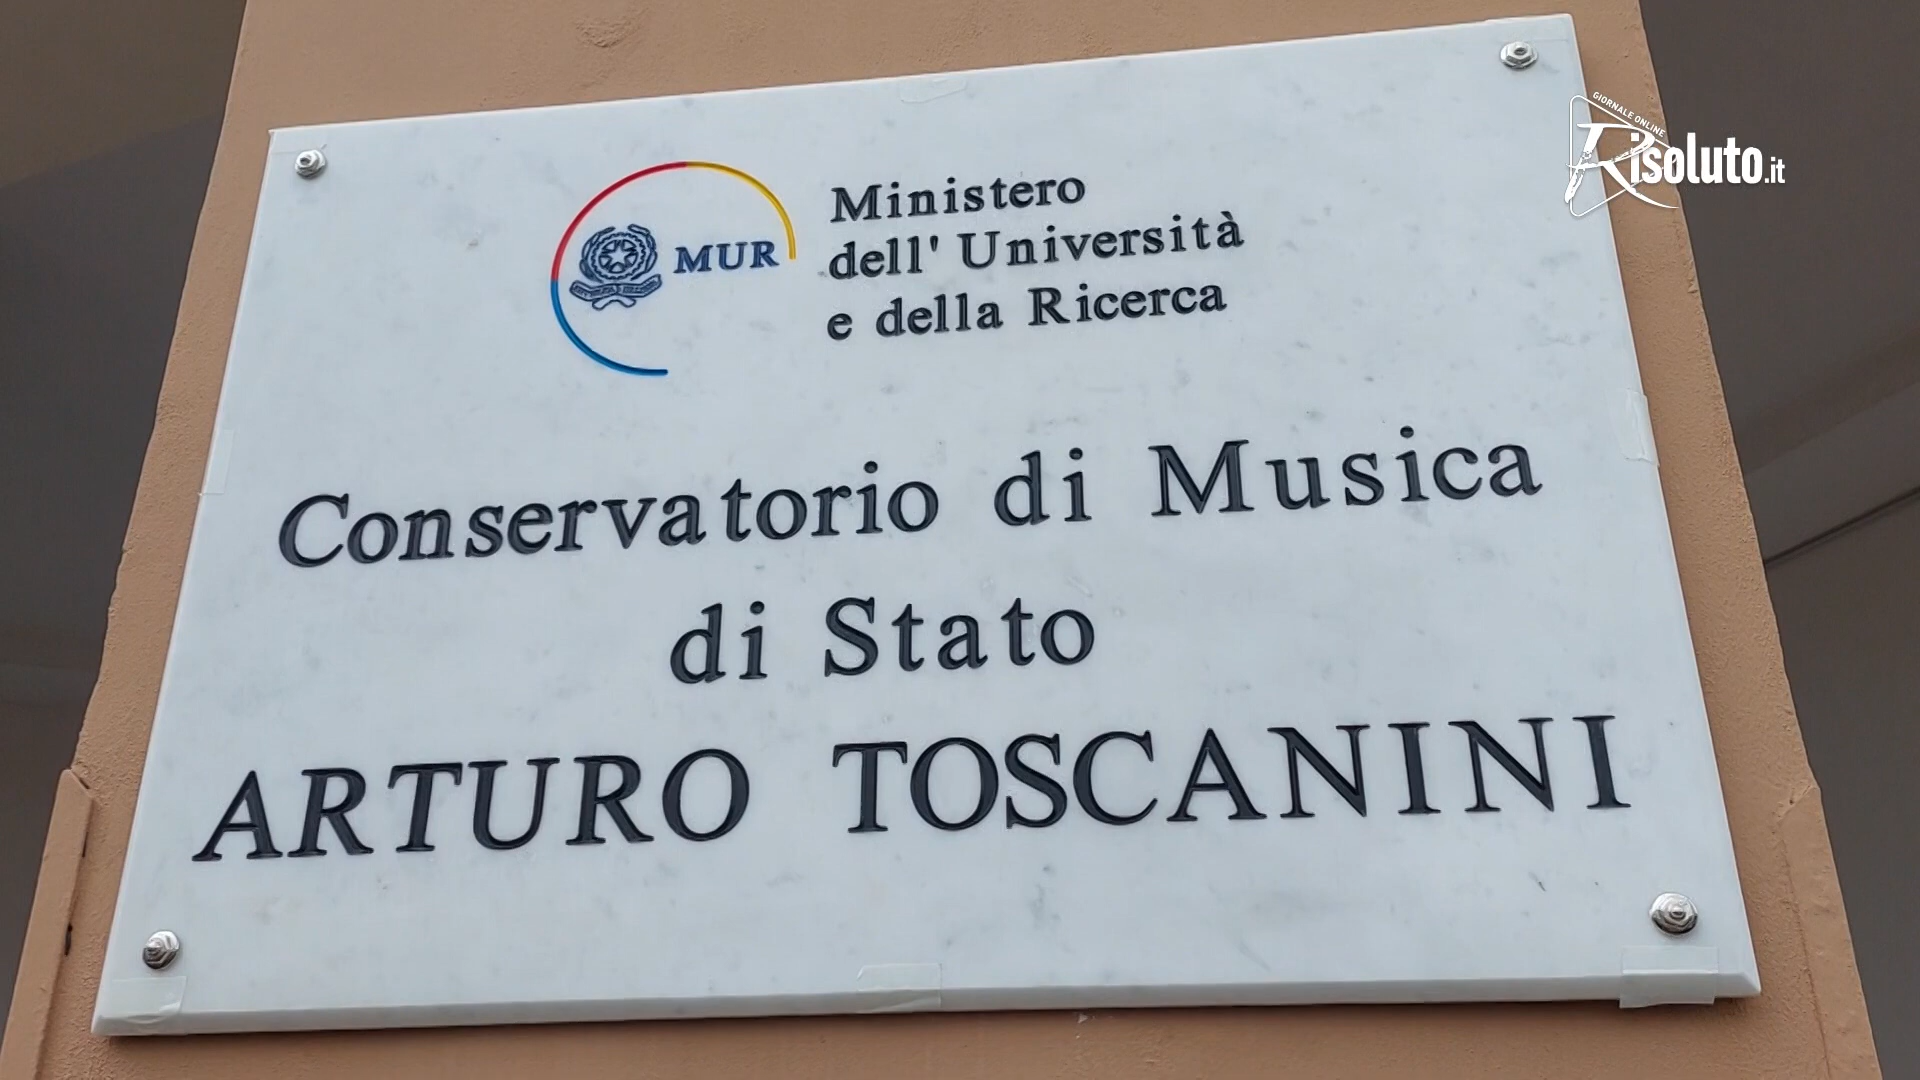 MUR
Ministero
dell' Università
e della Ricerca
Conservatorio di Musica
di Stato
ARTURO TOSCANINI
GIORNALE ONLINE
Risoluto.it